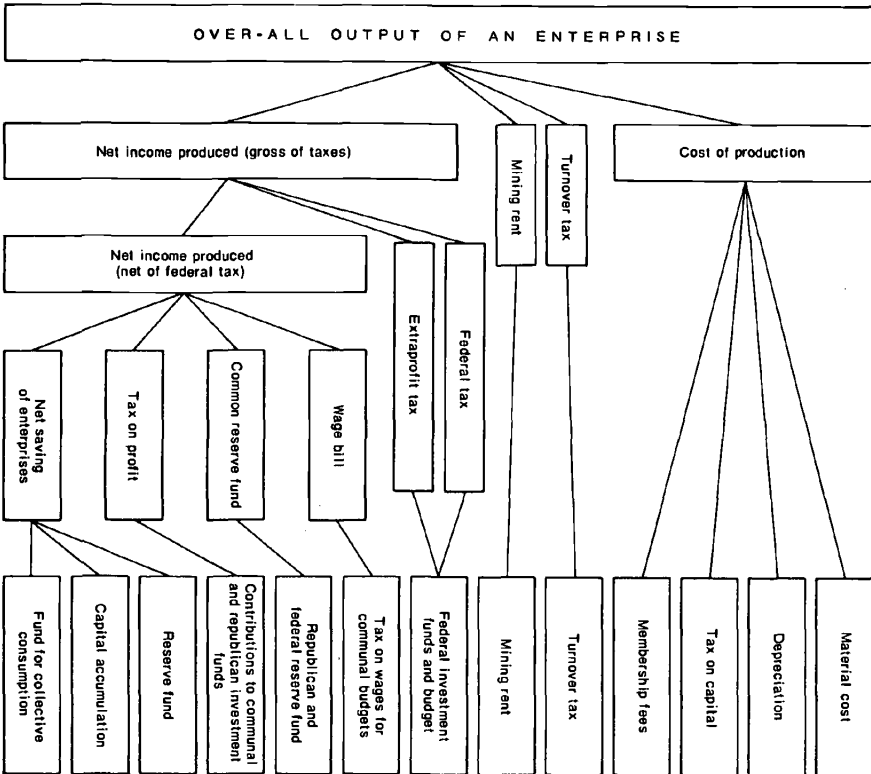 OVER-ALL OUTPUT OF AN ENTERPRISE
Net income produced (gross of taxes)
Mining rent
Turnover tax
Cost of production
Net income produced
(net of federal tax)
Extraprofit tax
Federal tax
Net saving
of enterprises
Tax on profit
Common reserve fund
Wage bill
Fund for collective
consumption
Capital accumulation
Reserve fund
Contributions to communal
and republican investment
funds
Republican and
federal reserve fund
Tax on wages for
communal budgets
Federal investment
funds and budget
Mining rent
Turnover tax
Membership fees
Tax on capital
Depreciation
Material cost